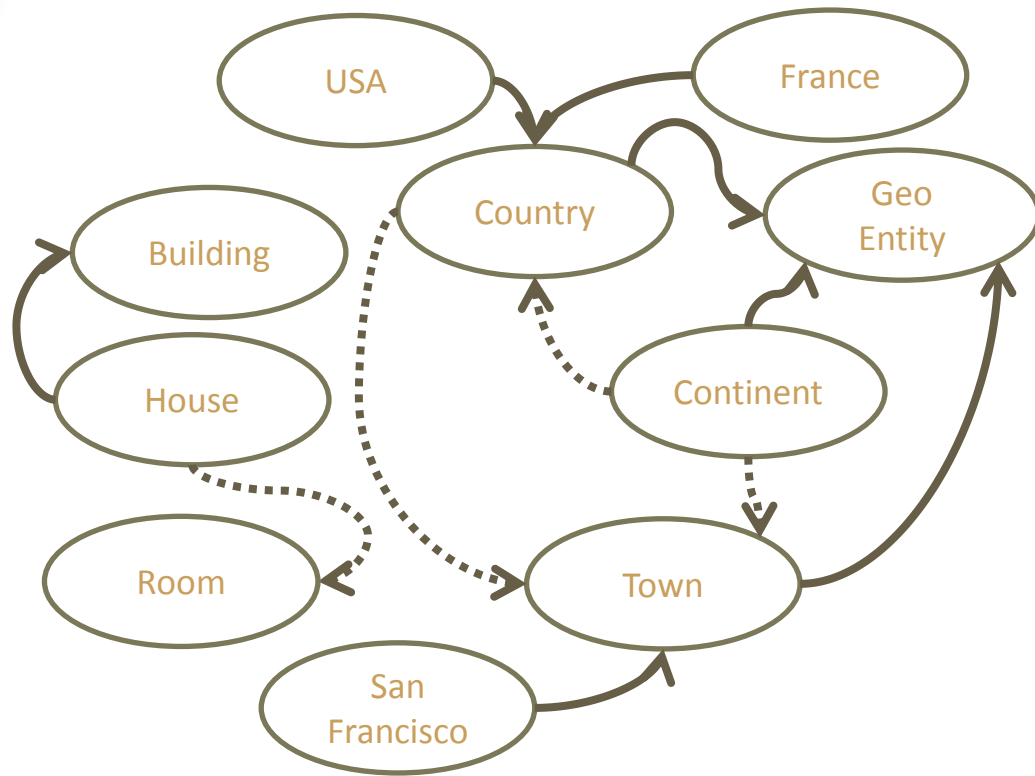 USA
France
Country
Geo
Entity
Building
House
Continent
Room
Town
San
Francisco